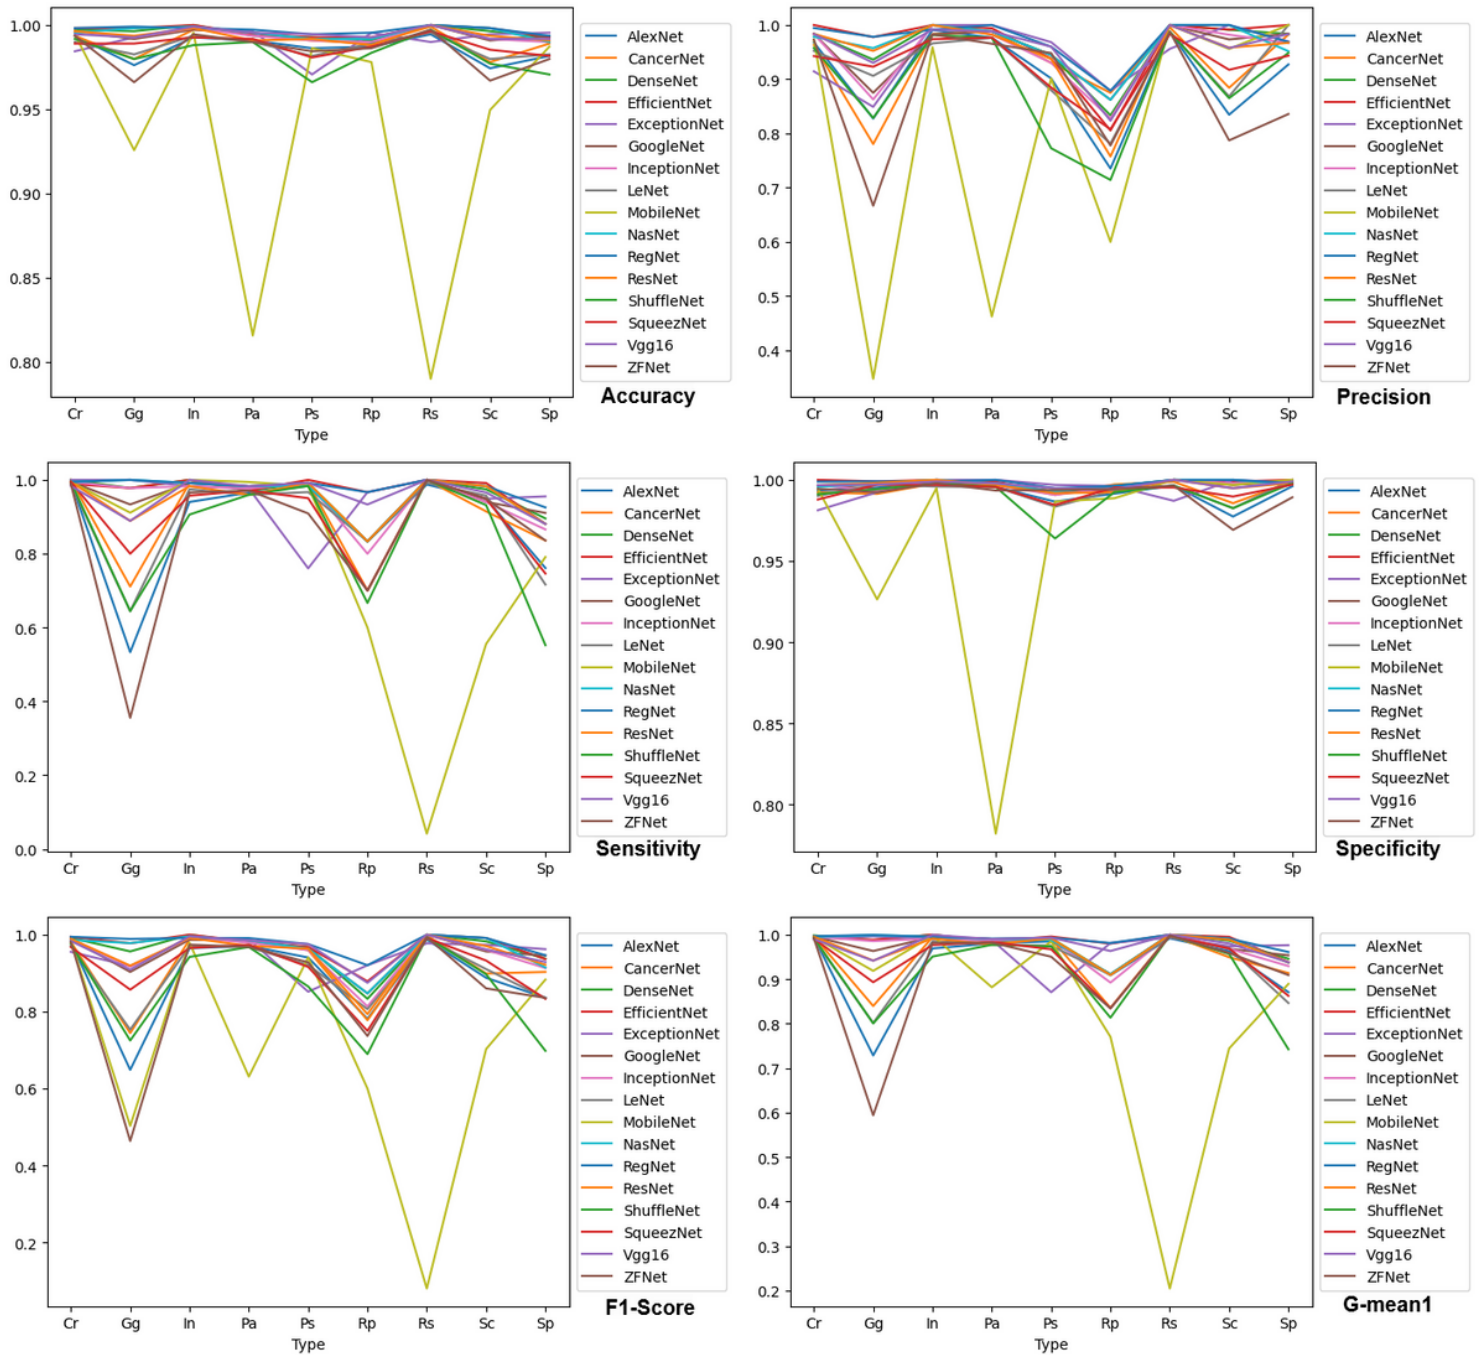 1.00
0.95
0.90
0.85
0.80
Cr Gg In Pa Ps Rp Rs Sc Sp
Type
AlexNet
CancerNet
DenseNet
EfficientNet
ExceptionNet
GoogleNet
InceptionNet
LeNet
MobileNet
NasNet
RegNet
ResNet
ShuffleNet
SqueezNet
Vgg16
ZFNet
Accuracy
1.0
0.9
0.8
0.7
0.6
0.5
0.4
Cr Gg In Pa Ps Rp Rs Sc Sp
Type
AlexNet
CancerNet
DenseNet
EfficientNet
ExceptionNet
GoogleNet
InceptionNet
LeNet
MobileNet
NasNet
RegNet
ResNet
ShuffleNet
SqueezNet
Vgg16
ZFNet
Precision
1.0
0.8
0.6
0.4
0.2
0.0
Cr Gg In Pa Ps Rp Rs Sc Sp
Type
AlexNet
CancerNet
DenseNet
EfficientNet
ExceptionNet
GoogleNet
InceptionNet
LeNet
MobileNet
NasNet
RegNet
ResNet
ShuffleNet
SqueezNet
Vgg16
ZFNet
Sensitivity
1.00
0.95
0.90
0.85
0.80
Cr Gg In Pa Ps Rp Rs Sc Sp
Type
AlexNet
CancerNet
DenseNet
EfficientNet
ExceptionNet
GoogleNet
InceptionNet
LeNet
MobileNet
NasNet
RegNet
ResNet
ShuffleNet
SqueezNet
Vgg16
ZFNet
Specificity
1.0
0.8
0.6
0.4
0.2
Cr Gg In Pa Ps Rp Rs Sc Sp
Type
AlexNet
CancerNet
DenseNet
EfficientNet
ExceptionNet
GoogleNet
InceptionNet
LeNet
MobileNet
NasNet
RegNet
ResNet
ShuffleNet
SqueezNet
Vgg16
ZFNet
F1-Score
1.0
0.9
0.8
0.7
0.6
0.5
0.4
0.3
0.2
Cr Gg In Pa Ps Rp Rs Sc Sp
Type
AlexNet
CancerNet
DenseNet
EfficientNet
ExceptionNet
GoogleNet
InceptionNet
LeNet
MobileNet
NasNet
RegNet
ResNet
ShuffleNet
SqueezNet
Vgg16
ZFNet
G-mean1